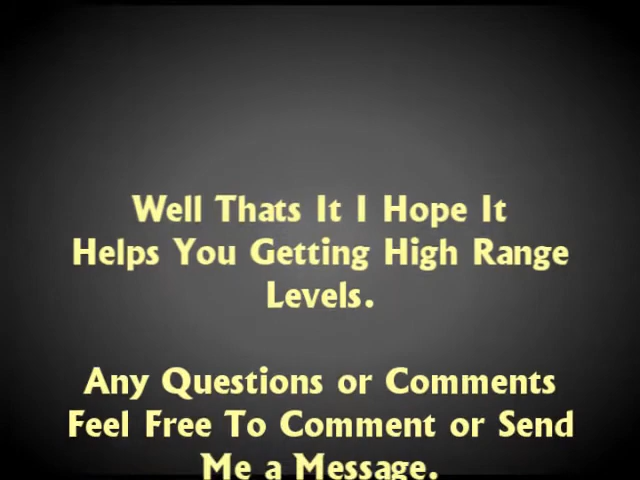 Well Thats It I Hope It
Helps You Getting High Range
Levels.
Any Questions or Comments
Feel Free To Comment or Send
Me a Message.